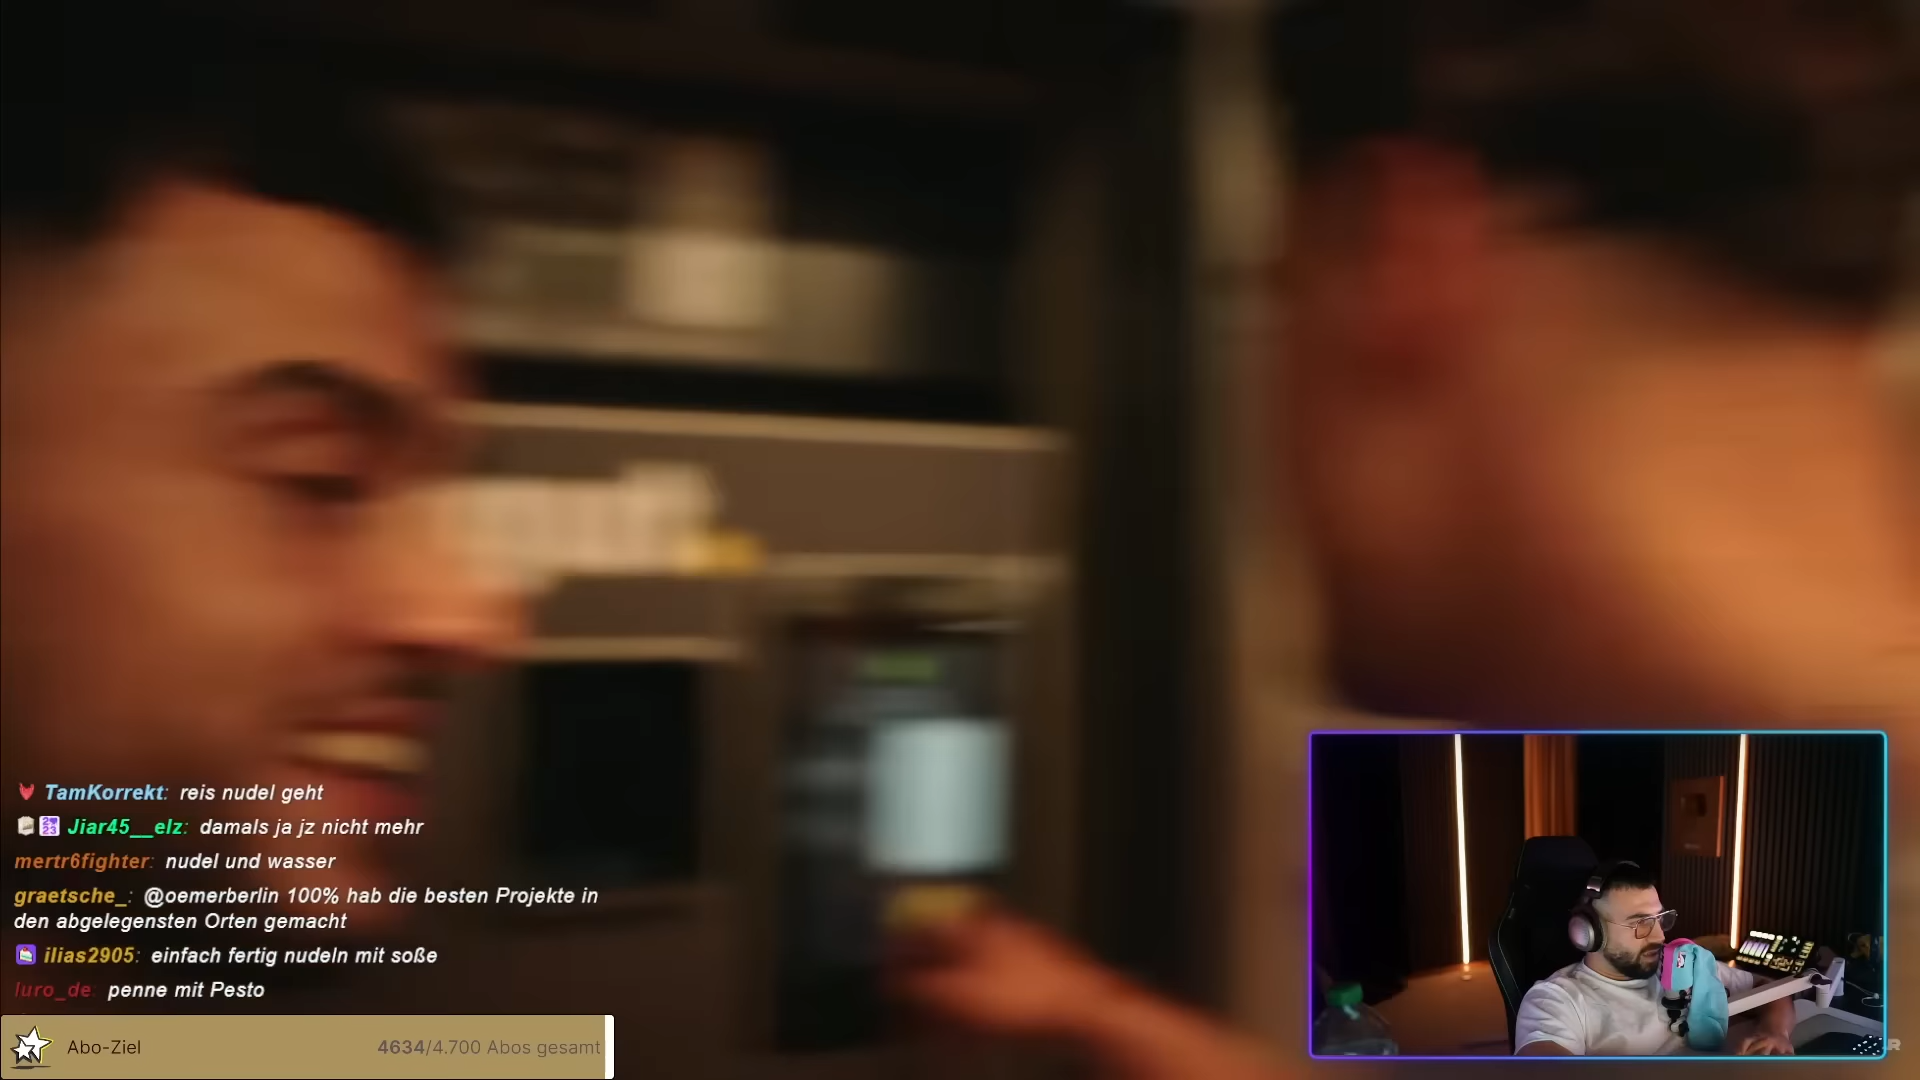 TamKorrekt: reis nudel geht
Jiar45__elz: damals ja jz nicht mehr
mertr6fighter: nudel und wasser
graetsche_: @oemerberlin 100% hab die besten Projekte in
den abgelegensten Orten gemacht
ilias2905: einfach fertig nudeln mit soße
luro_de: penne mit Pesto
Abo-Ziel 4634/4.700 Abos gesamt